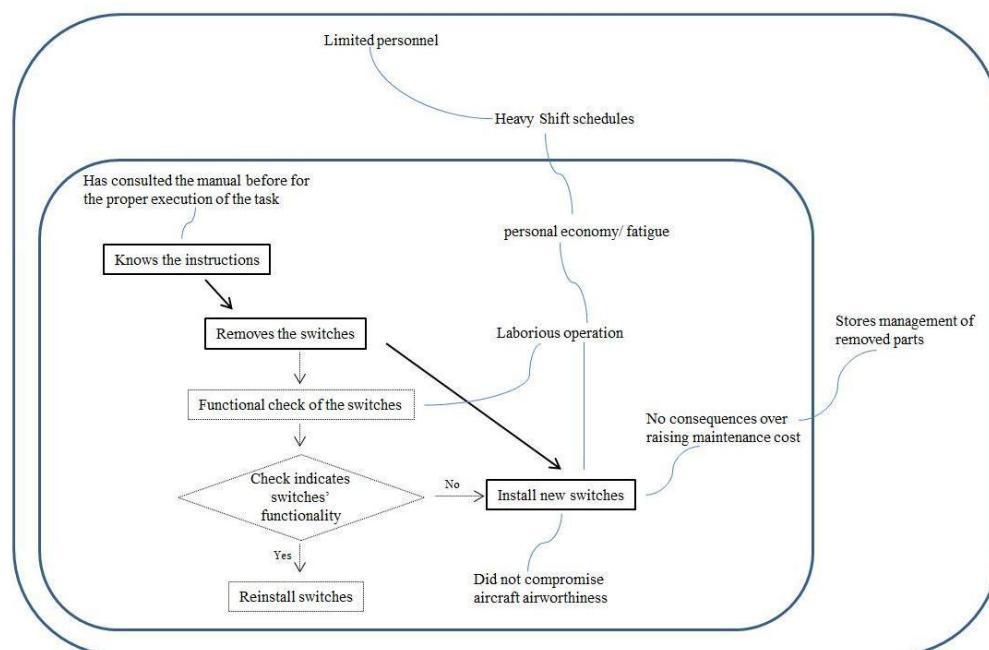 Limited personnel
Heavy Shift schedules
Has consulted the manual before for
the proper execution of the task
personal economy/ fatigue
Knows the instructions
Removes the switches
Laborious operation
Stores management of
removed parts
Functional check of the switches
No consequences over
raising maintenance cost
Check indicates
switches’
functionality
No
Install new switches
Yes
Reinstall switches
Did not compromise
aircraft airworthiness